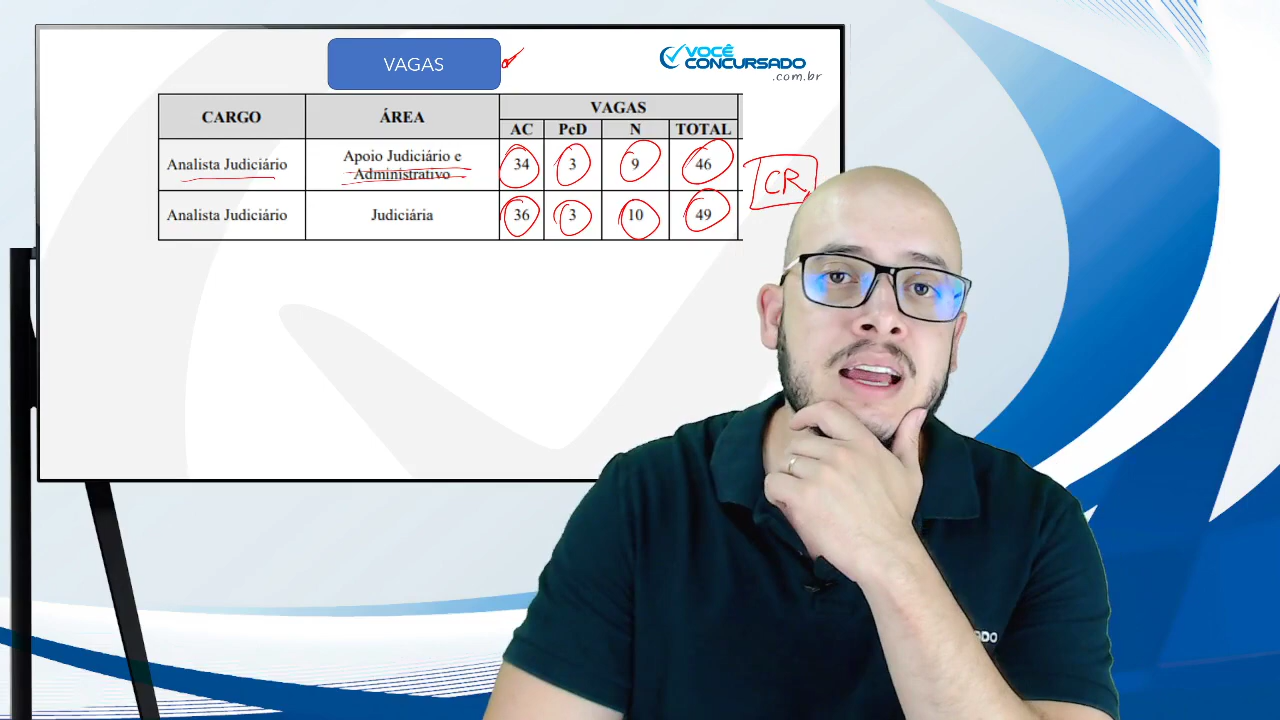 VAGAS
VOCÊ
CONCURSADO
.com.br
CARGO ÁREA VAGAS
AC PcD N TOTAL
Analista Judiciário Apoio Judiciário e Administrativo 34 3 9 46
CR
Analista Judiciário Judiciária 36 3 10 49